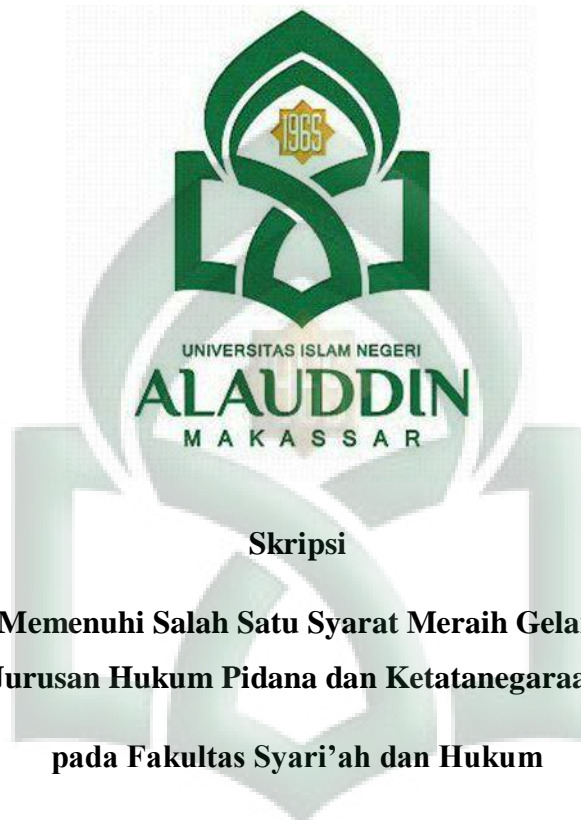 1965
UNIVERSITAS ISLAM NEGERI
ALAUDDIN
MAKASSAR
Skripsi
Memenuhi Salah Satu Syarat Meraih
Jurusan Hukum Pidana dan Ketatanegaraan
pada Fakultas Syari’ah dan Hukum